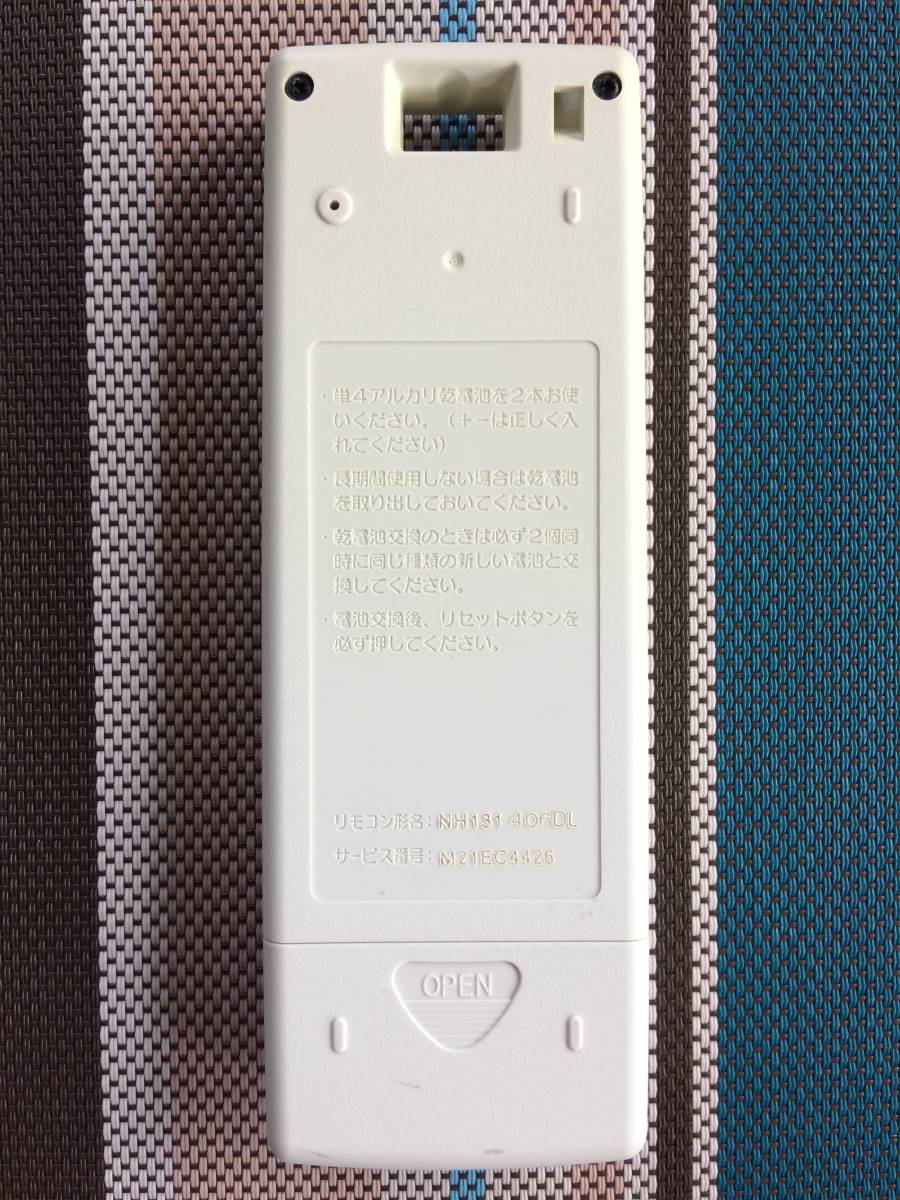 ・単4アルカリ乾電池を2本お使
いください。(+−は正しく入
れてください)
・長期間使用しない場合は乾電池
を取り出しておいてください。
・乾電池交換のときは必ず2個同
時に同じ種類の新しい電池と交
換してください。
・電池交換後、リセットボタンを
必ず押してください。
リモコン形名:NH131 406DL
サービス番号:M21EC4426
OPEN